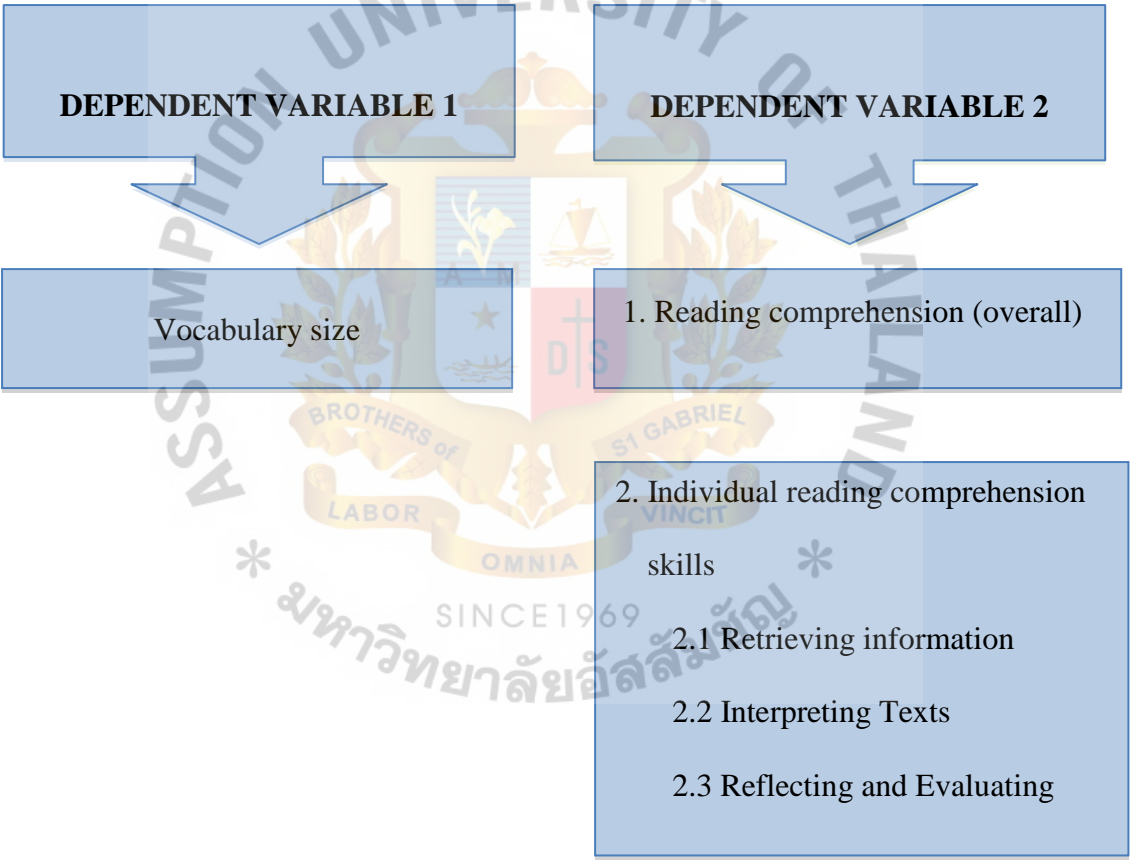 ASSUMPTION UNIVERSITY OF THAILAND
DEPENDENT VARIABLE 1
DEPENDENT VARIABLE 2
Vocabulary size
1. Reading comprehension (overall)
A M
D S
BROTHERS of
S1 GABRIEL
2. Individual reading comprehension
skills
LABOR
VINCIT
OMNIA
SINCE1969
* มหาวิทยาลัยอัสสัมชัญ *
2.1 Retrieving information
2.2 Interpreting Texts
2.3 Reflecting and Evaluating